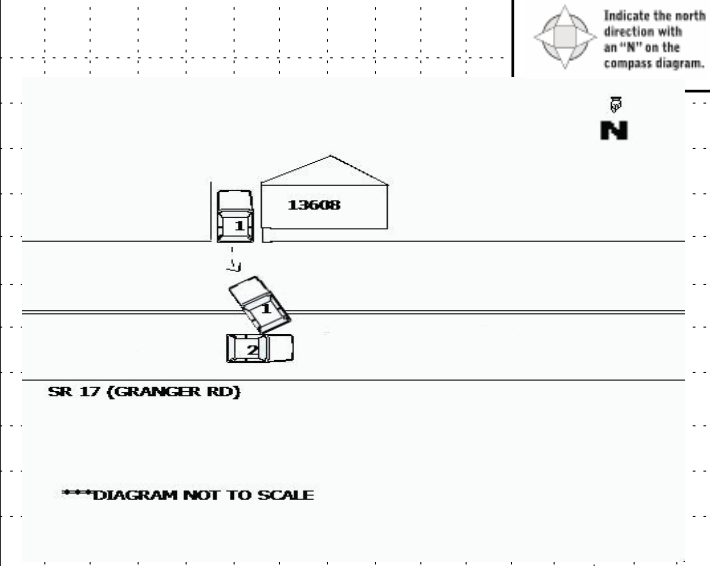 Indicate the north
direction with
an "N" on the
compass diagram.
N
13608
1
1
2
SR 17 (GRANGER RD)
***DIAGRAM NOT TO SCALE